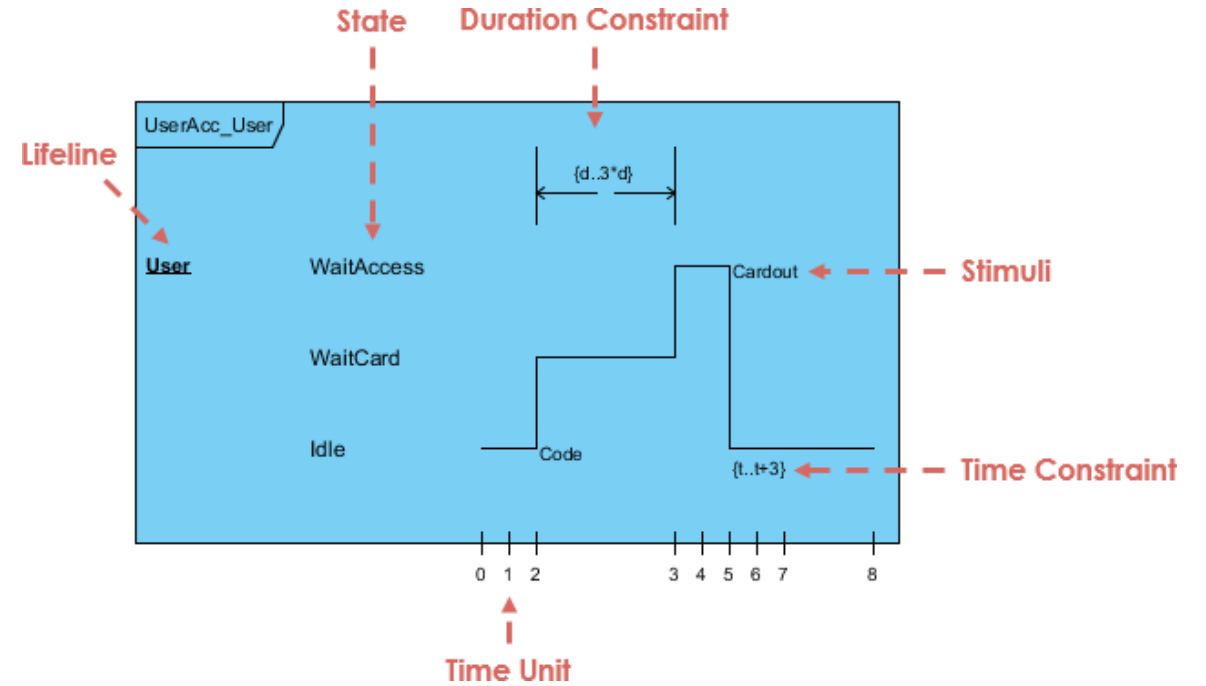 State
Duration Constraint
UserAcc_User
Lifeline
{d..3*d}
User
WaitAccess
Cardout
Stimuli
WaitCard
Idle
Code
{t..t+3}
Time Constraint
0 1 2 3 4 5 6 7 8
Time Unit